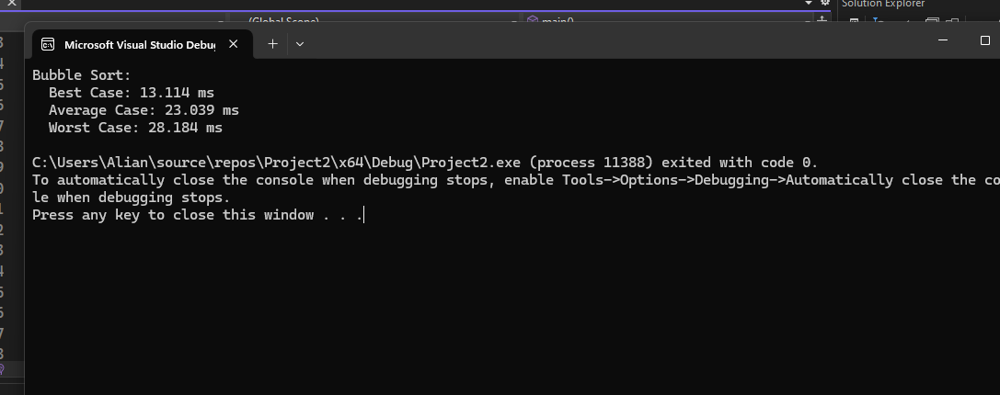 Solution Explorer
(Global Scope)
main()
Microsoft Visual Studio Debu
Bubble Sort:
  Best Case: 13.114 ms
  Average Case: 23.039 ms
  Worst Case: 28.184 ms
C:\Users\Alian\source\repos\Project2\x64\Debug\Project2.exe (process 11388) exited with code 0.
To automatically close the console when debugging stops, enable Tools->Options->Debugging->Automatically close the co
le when debugging stops.
Press any key to close this window . . .